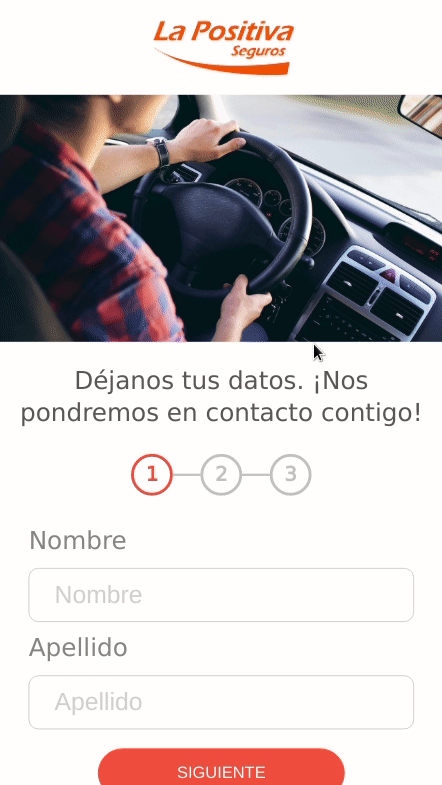 La Positiva
Seguros
Déjanos tus datos. ¡Nos
pondremos en contacto contigo!
1 2 3
Nombre
Nombre
Apellido
Apellido
SIGUIENTE